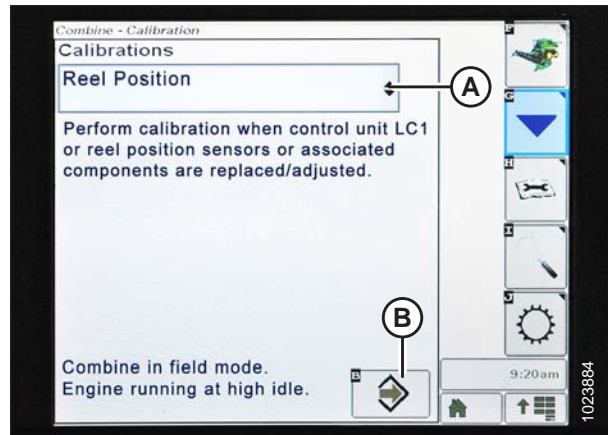 Combine - Calibration
Calibrations
Reel Position
A
Perform calibration when control unit LC1
or reel position sensors or associated
components are replaced/adjusted.
B
Combine in field mode.
Engine running at high idle.
B
F
G
H
I
J
9:20am
1023884